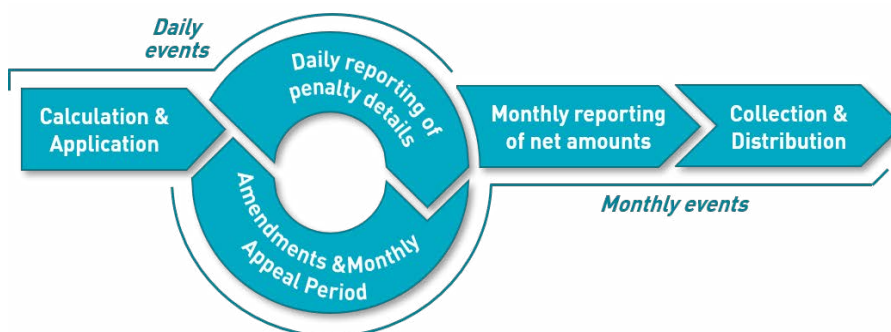 Daily
events
Calculation &
Application
Daily reporting of
penalty details
Amendments &Monthly
Appeal Period
Monthly reporting
of net amounts
Collection &
Distribution
Monthly events